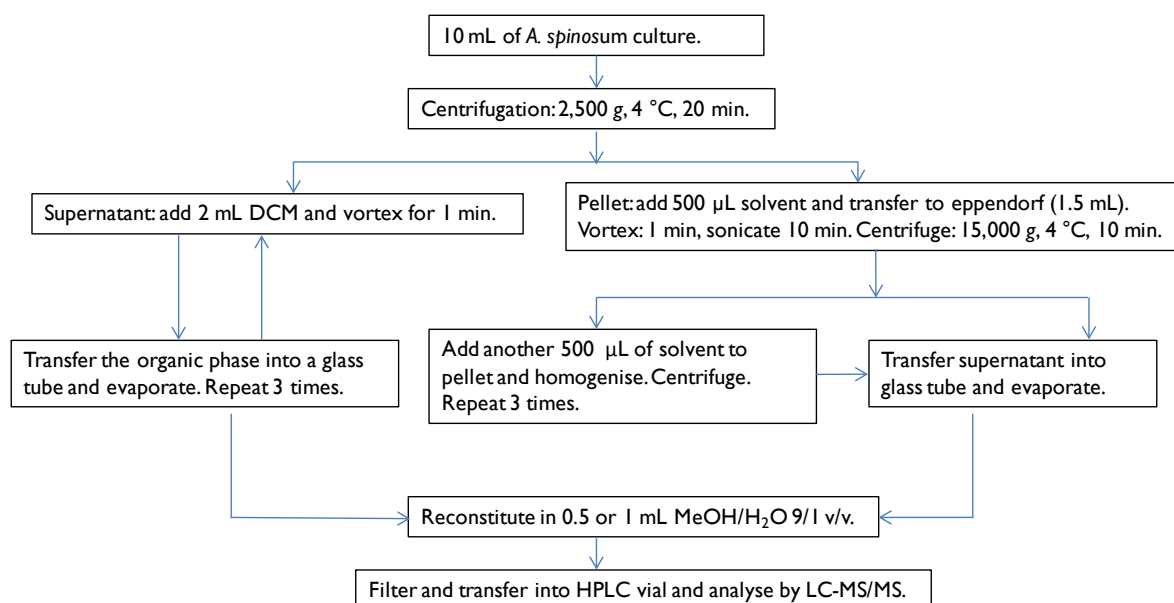 10 mL of A. spinosum culture.
Centrifugation: 2,500 g, 4 °C, 20 min.
Supernatant: add 2 mL DCM and vortex for 1 min.
Pellet: add 500 µL solvent and transfer to eppendorf (1.5 mL).
Vortex: 1 min, sonicate 10 min. Centrifuge: 15,000 g, 4 °C, 10 min.
Transfer the organic phase into a glass
tube and evaporate. Repeat 3 times.
Add another 500 µL of solvent to
pellet and homogenise. Centrifuge.
Repeat 3 times.
Transfer supernatant into
glass tube and evaporate.
Reconstitute in 0.5 or 1 mL MeOH/H₂O 9/1 v/v.
Filter and transfer into HPLC vial and analyse by LC-MS/MS.